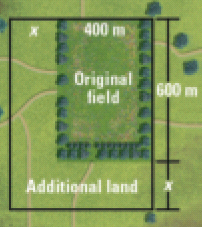 x 400 m
Original
field
600 m
Additional land x